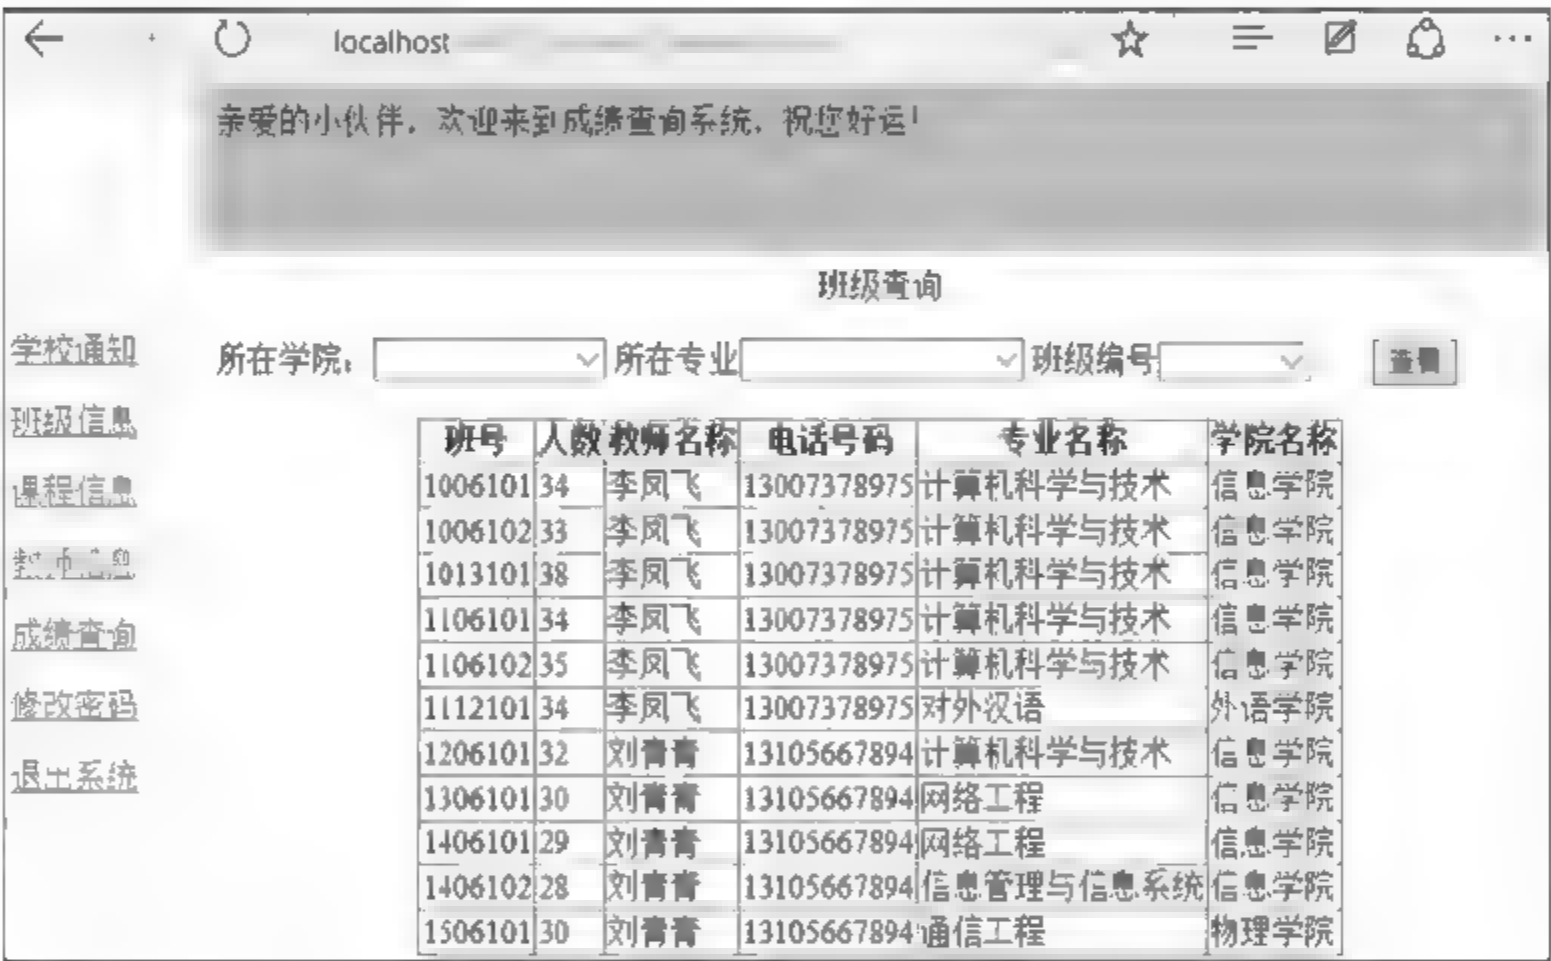 localhost
亲爱的小伙伴，欢迎来到成绩查询系统，祝您好运！
班级查询
学校通知
所在学院： 所在专业 班级编号 查看
班级信息
课程信息
成绩查询
修改密码
退出系统
班号 人数 教师名称 电话号码 专业名称 学院名称
1006101 34 李凤飞 13007378975 计算机科学与技术 信息学院
1006102 33 李凤飞 13007378975 计算机科学与技术 信息学院
1013101 38 李凤飞 13007378975 计算机科学与技术 信息学院
1106101 34 李凤飞 13007378975 计算机科学与技术 信息学院
1106102 35 李凤飞 13007378975 计算机科学与技术 信息学院
1112101 34 李凤飞 13007378975 对外汉语 外语学院
1206101 32 刘青青 13105667894 计算机科学与技术 信息学院
1306101 30 刘青青 13105667894 网络工程 信息学院
1406101 29 刘青青 13105667894 网络工程 信息学院
1406102 28 刘青青 13105667894 信息管理与信息系统 信息学院
1506101 30 刘青青 13105667894 通信工程 物理学院